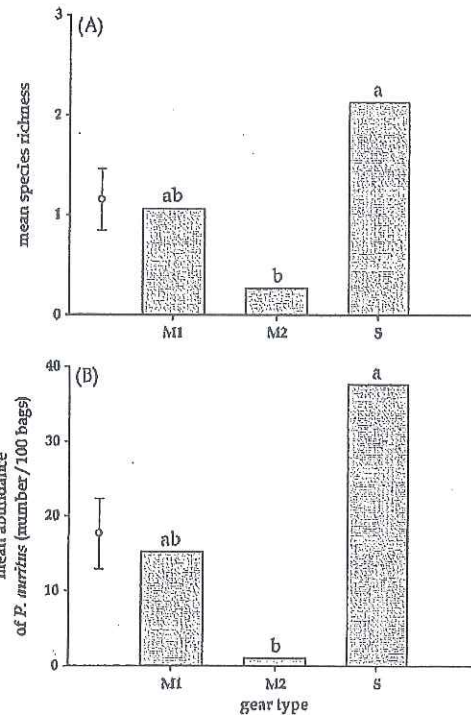 (A)
mean species richness
3
2
1
0
ab
b
a
M1
M2
S
(B)
mean abundance
of P. auritus (number/100 bags)
40
30
20
10
0
ab
b
a
M1
M2
S
gear type